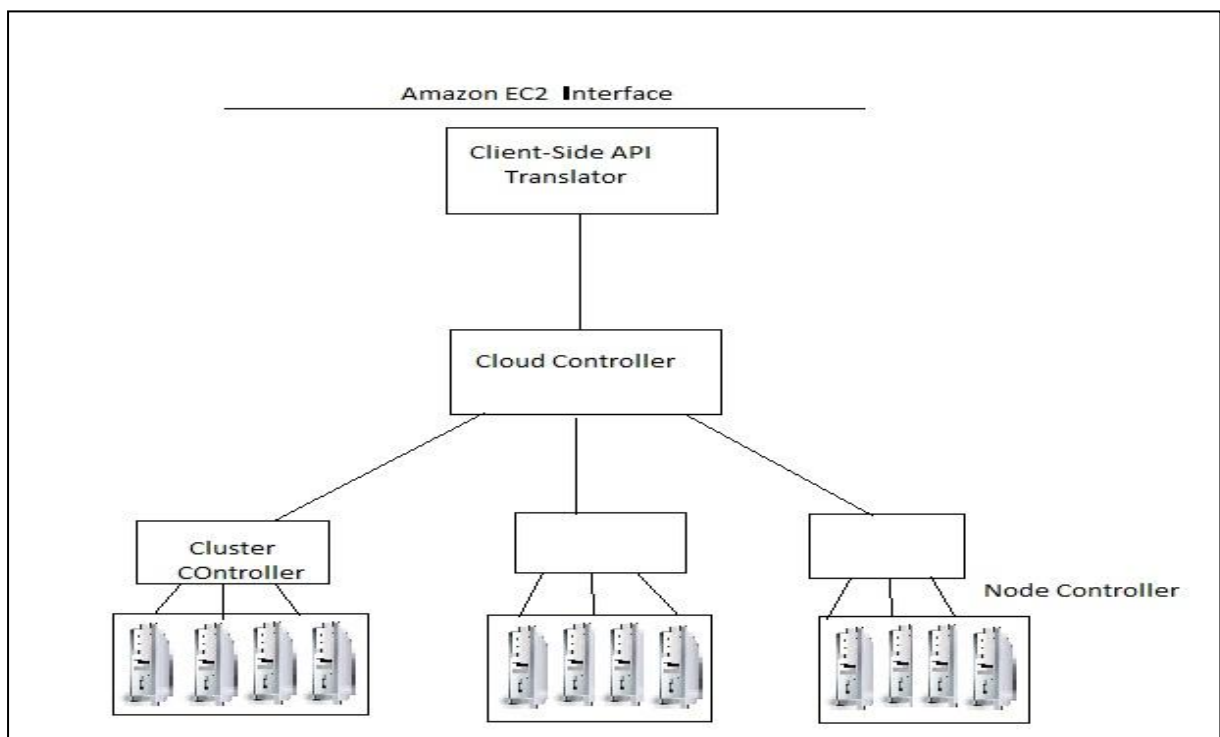 Amazon EC2 Interface
Client-Side API
Translator
Cloud Controller
Cluster
COntroller
Node Controller